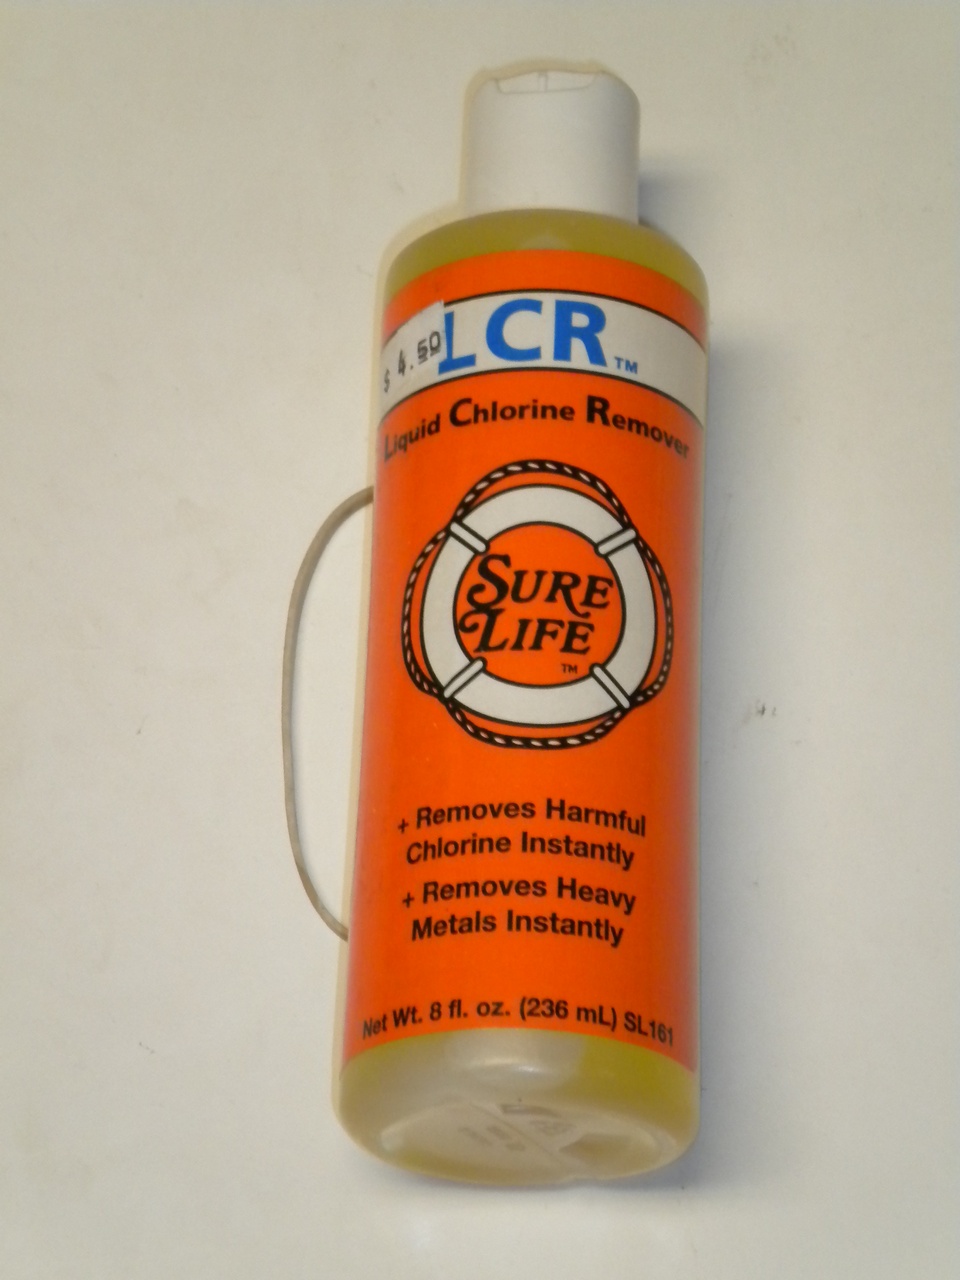 $ 4.50
LCR™
Liquid Chlorine Remover
SURE
LIFE
™
+ Removes Harmful
Chlorine Instantly
+ Removes Heavy
Metals Instantly
Net Wt. 8 fl. oz. (236 mL) SL161